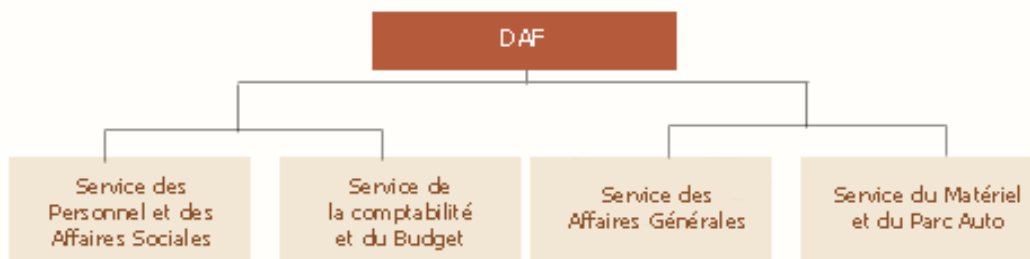 DAF
Service des
Personnel et des
Affaires Sociales
Service de
la comptabilité
et du Budget
Service des
Affaires Générales
Service du Matériel
et du Parc Auto